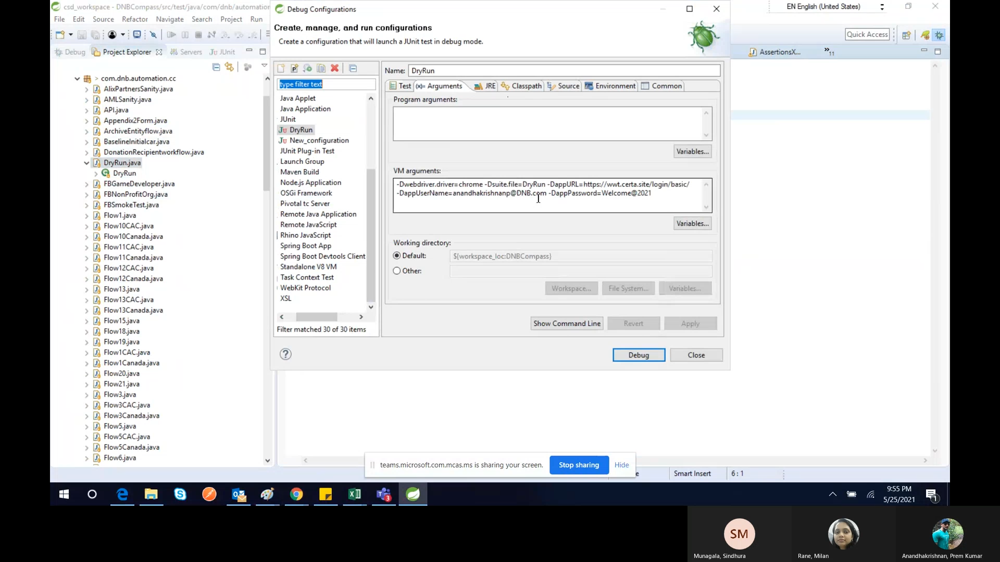 csd_workspace - DNBCompass/src/test/java/com/dnb/automation
File Edit Source Refactor Navigate Search Project Run
Debug Project Explorer Servers JUnit
> com.dnb.automation.cc
AlixPartnersSanity.java
AMLSanity.java
API.java
Appendix2Form.java
ArchiveEntityflow.java
BaselineInitialcar.java
DonationRecipientworkflow.java
DryRun.java
DryRun
FBGameDeveloper.java
FBNonProfitOrg.java
FBSmokeTest.java
Flow1.java
Flow10CAC.java
Flow10Canada.java
Flow11CAC.java
Flow11Canada.java
Flow12CAC.java
Flow12Canada.java
Flow13.java
Flow13CAC.java
Flow13Canada.java
Flow15.java
Flow18.java
Flow19.java
Flow1CAC.java
Flow1Canada.java
Flow20.java
Flow21.java
Flow3.java
Flow3CAC.java
Flow3Canada.java
Flow5.java
Flow5CAC.java
Flow5Canada.java
Flow6.java
Debug Configurations
Create, manage, and run configurations
Create a configuration that will launch a JUnit test in debug mode.
type filter text
Java Applet
Java Application
JUnit
Ju DryRun
Ju New_configuration
JUnit Plug-in Test
Launch Group
Maven Build
Node.js Application
OSGi Framework
Pivotal tc Server
Remote Java Application
Remote JavaScript
Rhino JavaScript
Spring Boot App
Spring Boot Devtools Client
Standalone V8 VM
Task Context Test
WebKit Protocol
XSL
Filter matched 30 of 30 items
Name: DryRun
Test (x)= Arguments JRE Classpath Source Environment Common
Program arguments:
Variables...
VM arguments:
-Dwebdriver.driver=chrome -Dsuite.file=DryRun -DappURL=https://wwt.certa.site/login/basic/
-DappUserName=anandhakrishnanp@DNB.com -DappPassword=Welcome@2021
Variables...
Working directory:
Default: ${workspace_loc:DNBCompass}
Other:
Workspace... File System... Variables...
Show Command Line Revert Apply
Debug Close
EN English (United States)
Quick Access
AssertionsX... »11
teams.microsoft.com.mcas.ms is sharing your screen. Stop sharing Hide
e Smart Insert 6 : 1
3
9:55 PM
5/25/2021
1
SM
Munagala, Sindhura
Rane, Milan
Anandhakrishnan, Prem Kumar